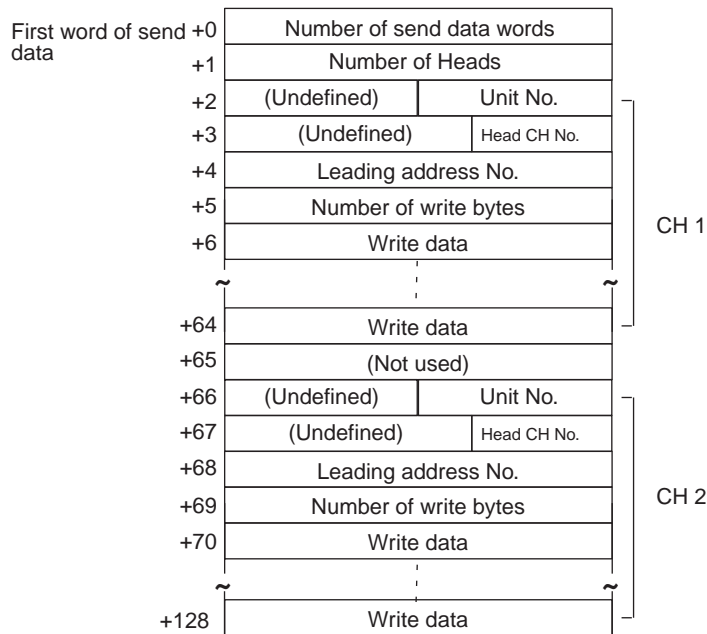 First word of send data
+0 Number of send data words
+1 Number of Heads
+2 (Undefined) Unit No.
+3 (Undefined) Head CH No.
+4 Leading address No.
+5 Number of write bytes
+6 Write data
CH 1
~ ~
+64 Write data
+65 (Not used)
+66 (Undefined) Unit No.
+67 (Undefined) Head CH No.
+68 Leading address No.
+69 Number of write bytes
CH 2
+70 Write data
~ ~
+128 Write data